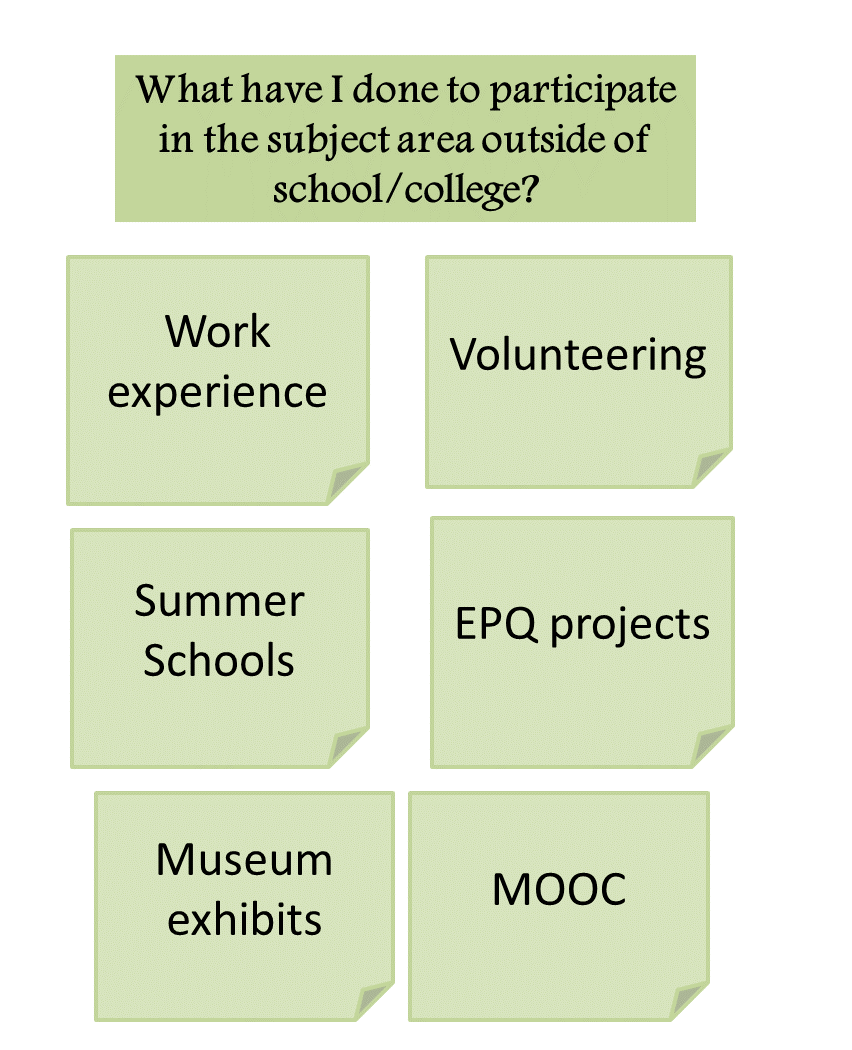 What have I done to participate
in the subject area outside of
school/college?
Work
experience
Volunteering
Summer
Schools
EPQ projects
Museum
exhibits
MOOC